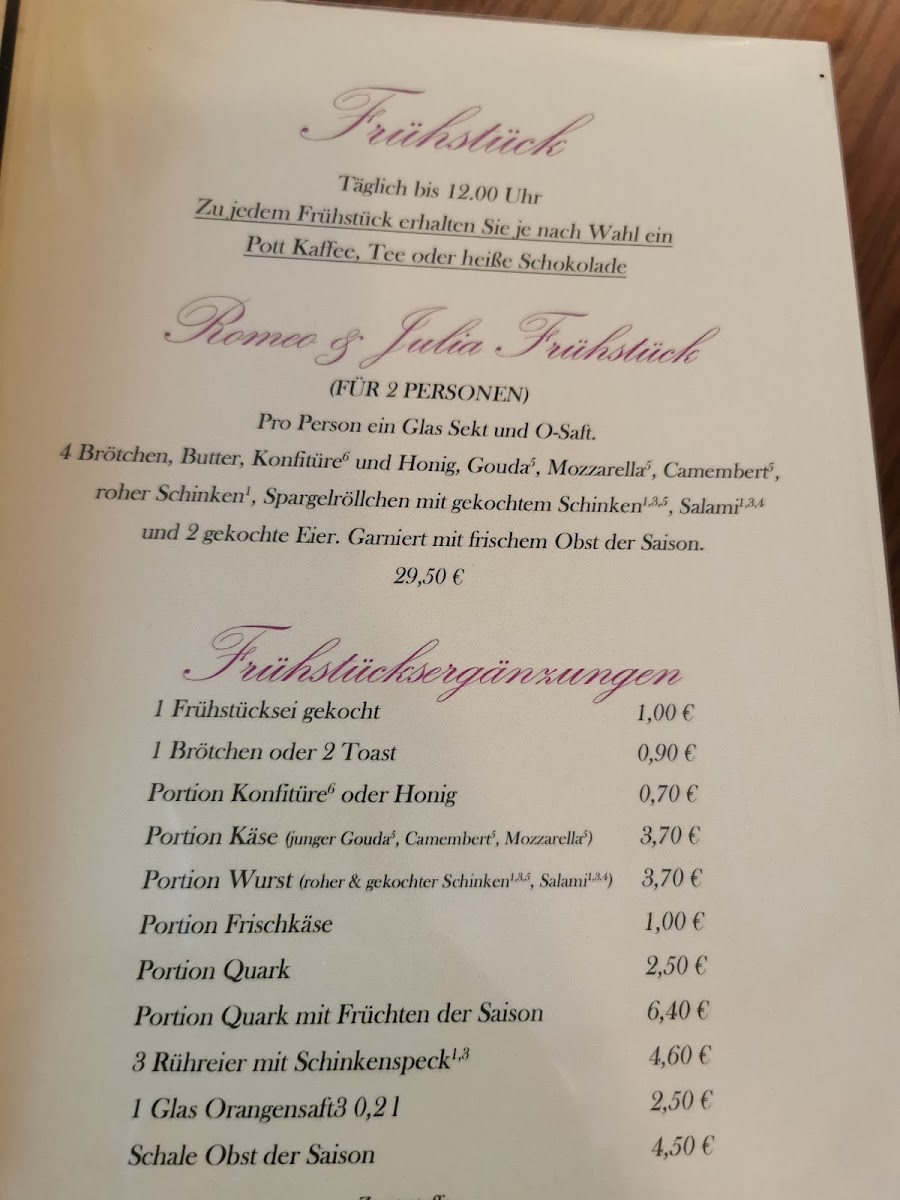 Frühstück
Täglich bis 12.00 Uhr
Zu jedem Frühstück erhalten Sie je nach Wahl ein
Pott Kaffee, Tee oder heiße Schokolade
Romeo & Julia Frühstück
(FÜR 2 PERSONEN)
Pro Person ein Glas Sekt und O-Saft.
4 Brötchen, Butter, Konfitüre⁶ und Honig, Gouda⁵, Mozzarella⁵, Camembert⁵,
roher Schinken¹, Spargelröllchen mit gekochtem Schinken¹,³,⁵, Salami¹,³,⁴
und 2 gekochte Eier. Garniert mit frischem Obst der Saison.
29,50 €
Frühstücksergänzungen
1 Frühstücksei gekocht 1,00 €
1 Brötchen oder 2 Toast 0,90 €
Portion Konfitüre⁶ oder Honig 0,70 €
Portion Käse (junger Gouda⁵, Camembert⁵, Mozzarella⁵) 3,70 €
Portion Wurst (roher & gekochter Schinken¹,³,⁵, Salami¹,³,⁴) 3,70 €
Portion Frischkäse 1,00 €
Portion Quark 2,50 €
Portion Quark mit Früchten der Saison 6,40 €
3 Rühreier mit Schinkenspeck¹,³ 4,60 €
1 Glas Orangensaft3 0,2 l 2,50 €
Schale Obst der Saison 4,50 €